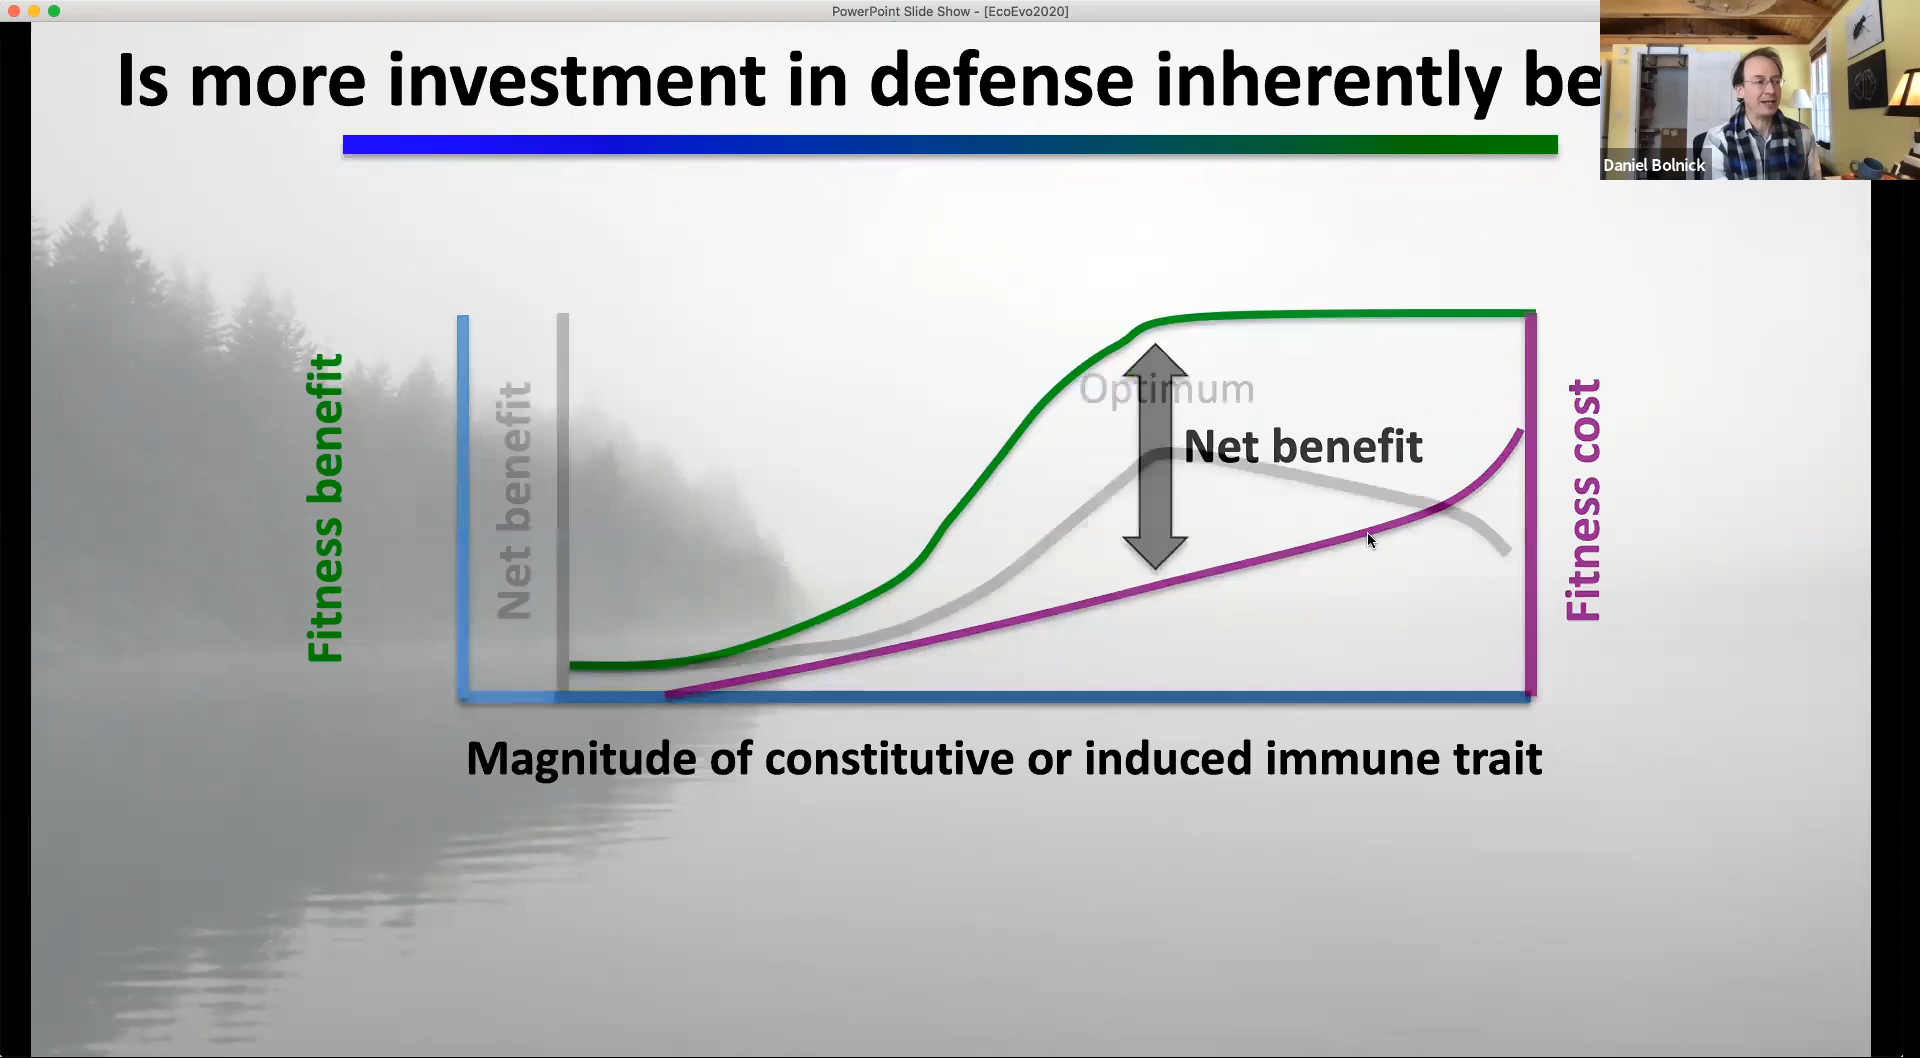 PowerPoint Slide Show - [EcoEvo2020]
Is more investment in defense inherently be
Daniel Bolnick
Fitness benefit
Net benefit
Optimum
Net benefit
Fitness cost
Magnitude of constitutive or induced immune trait